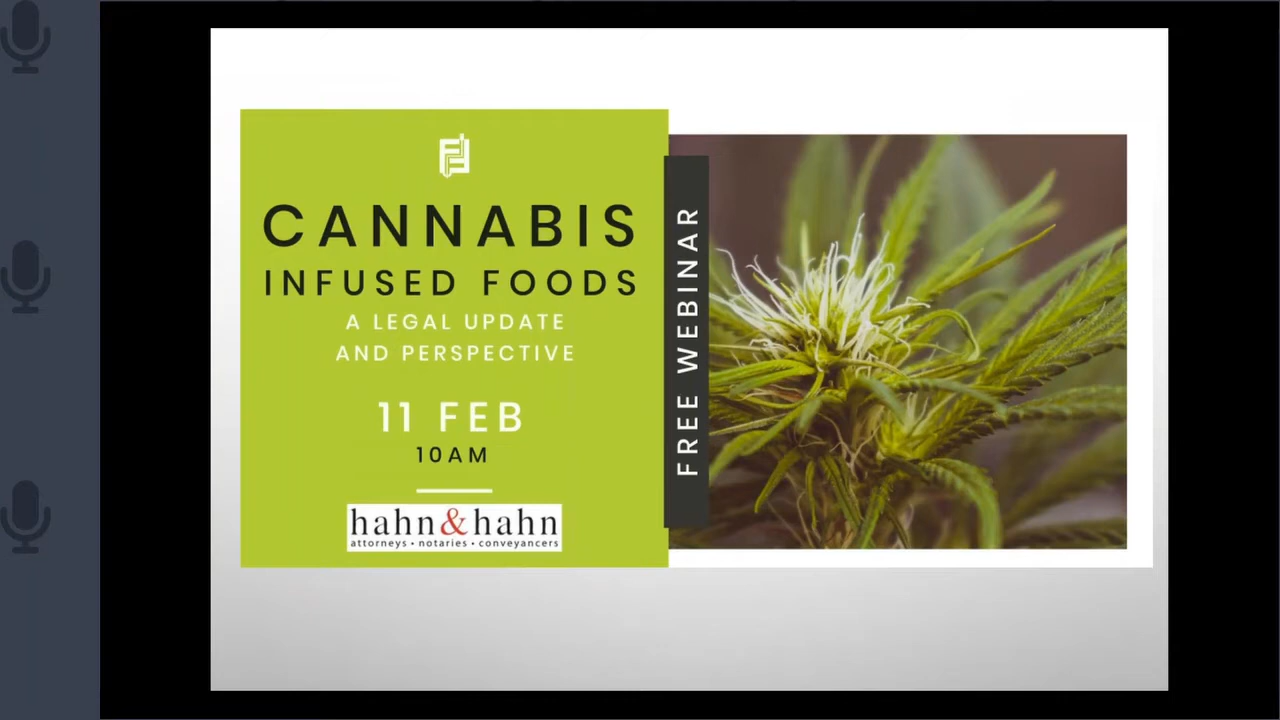 CANNABIS
INFUSED FOODS
A LEGAL UPDATE
AND PERSPECTIVE
11 FEB
10AM
hahn&hahn
attorneys • notaries • conveyancers
FREE WEBINAR